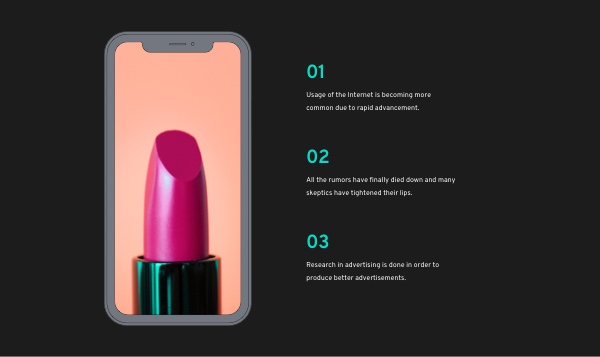 01
Usage of the Internet is becoming more
common due to rapid advancement.
02
All the rumors have finally died down and many
skeptics have tightened their lips.
03
Research in advertising is done in order to
produce better advertisements.